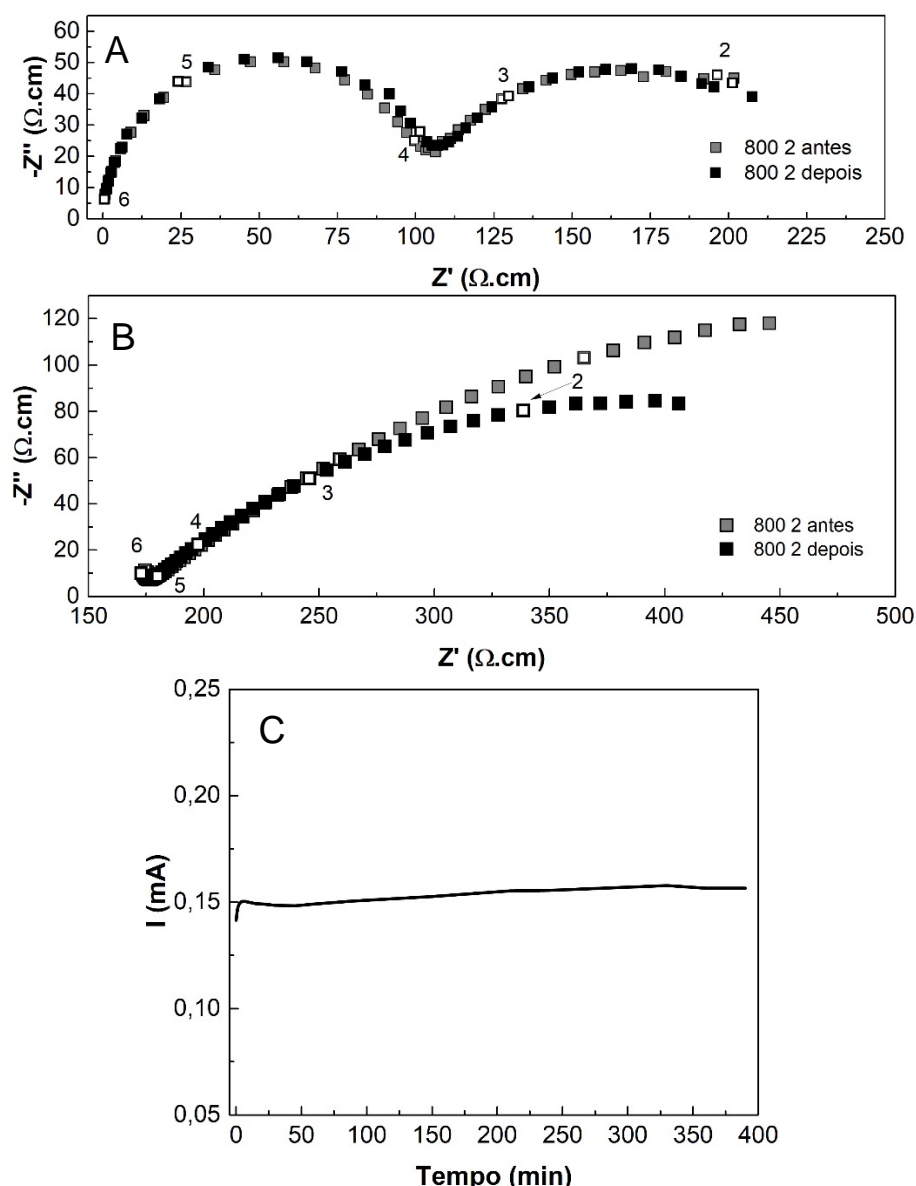 A
60
50
40
30
20
10
0
-Z'' (Ω.cm)
5
3
2
4
6
800 2 antes
800 2 depois
0 25 50 75 100 125 150 175 200 225 250
Z' (Ω.cm)
B
120
100
80
60
40
20
0
-Z'' (Ω.cm)
2
3
4
6
5
800 2 antes
800 2 depois
150 200 250 300 350 400 450 500
Z' (Ω.cm)
C
0,25
0,20
0,15
0,10
0,05
I (mA)
0 50 100 150 200 250 300 350 400
Tempo (min)